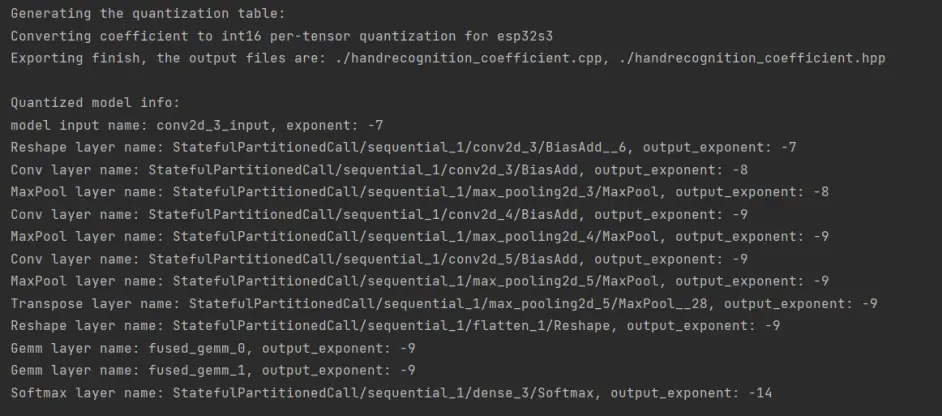 Generating the quantization table:
Converting coefficient to int16 per-tensor quantization for esp32s3
Exporting finish, the output files are: ./handrecognition_coefficient.cpp, ./handrecognition_coefficient.hpp
Quantized model info:
model input name: conv2d_3_input, exponent: -7
Reshape layer name: StatefulPartitionedCall/sequential_1/conv2d_3/BiasAdd__6, output_exponent: -7
Conv layer name: StatefulPartitionedCall/sequential_1/conv2d_3/BiasAdd, output_exponent: -8
MaxPool layer name: StatefulPartitionedCall/sequential_1/max_pooling2d_3/MaxPool, output_exponent: -8
Conv layer name: StatefulPartitionedCall/sequential_1/conv2d_4/BiasAdd, output_exponent: -9
MaxPool layer name: StatefulPartitionedCall/sequential_1/max_pooling2d_4/MaxPool, output_exponent: -9
Conv layer name: StatefulPartitionedCall/sequential_1/conv2d_5/BiasAdd, output_exponent: -9
MaxPool layer name: StatefulPartitionedCall/sequential_1/max_pooling2d_5/MaxPool, output_exponent: -9
Transpose layer name: StatefulPartitionedCall/sequential_1/max_pooling2d_5/MaxPool__28, output_exponent: -9
Reshape layer name: StatefulPartitionedCall/sequential_1/flatten_1/Reshape, output_exponent: -9
Gemm layer name: fused_gemm_0, output_exponent: -9
Gemm layer name: fused_gemm_1, output_exponent: -9
Softmax layer name: StatefulPartitionedCall/sequential_1/dense_3/Softmax, output_exponent: -14